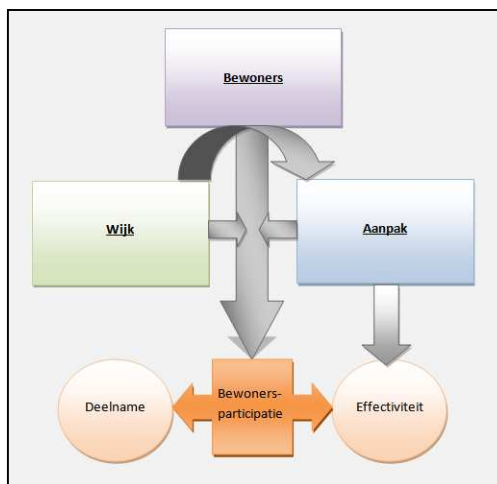 Bewoners
Wijk
Aanpak
Deelname
Bewoners-
participatie
Effectiviteit